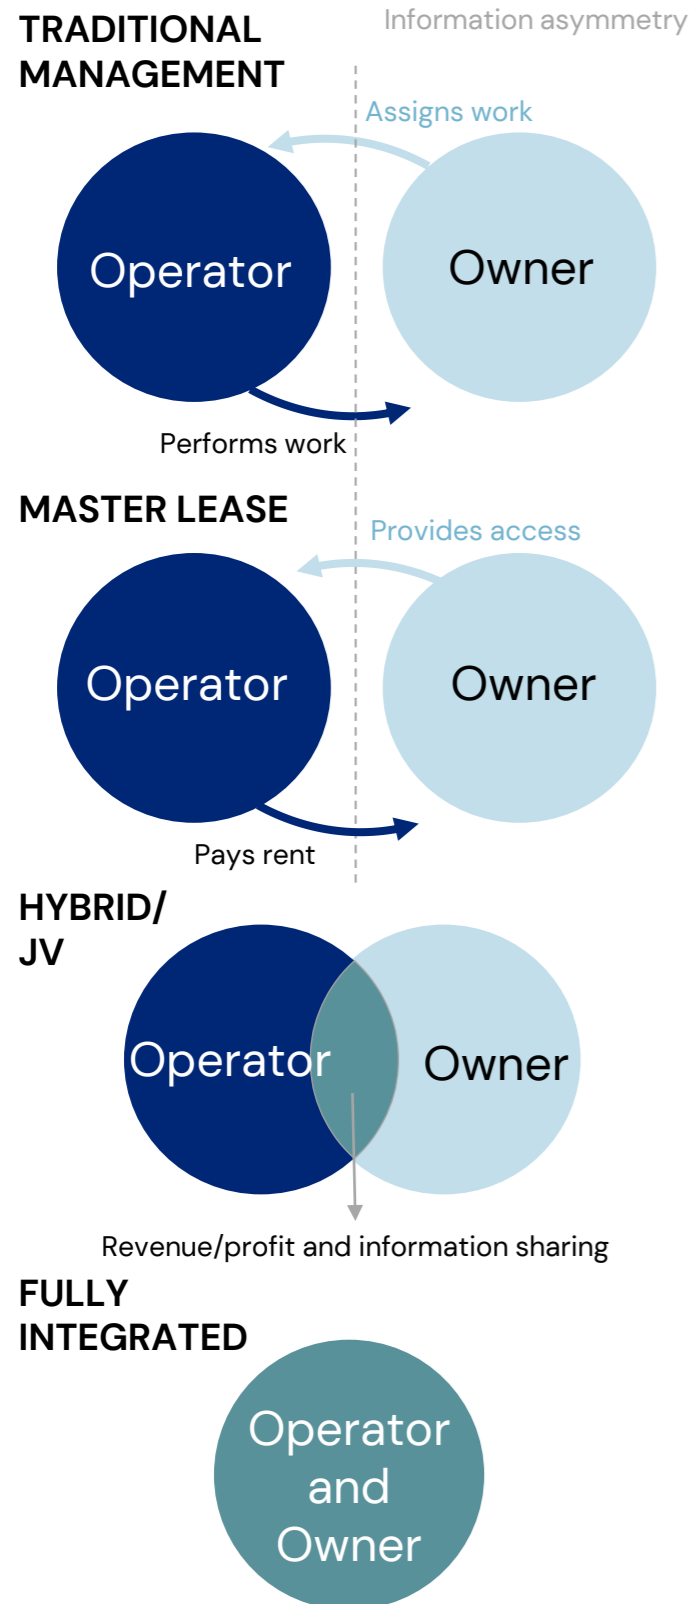 TRADITIONAL
MANAGEMENT
Information asymmetry
Assigns work
Operator
Owner
Performs work
MASTER LEASE
Provides access
Operator
Owner
Pays rent
HYBRID/
JV
Operator
Owner
Revenue/profit and information sharing
FULLY
INTEGRATED
Operator
and
Owner